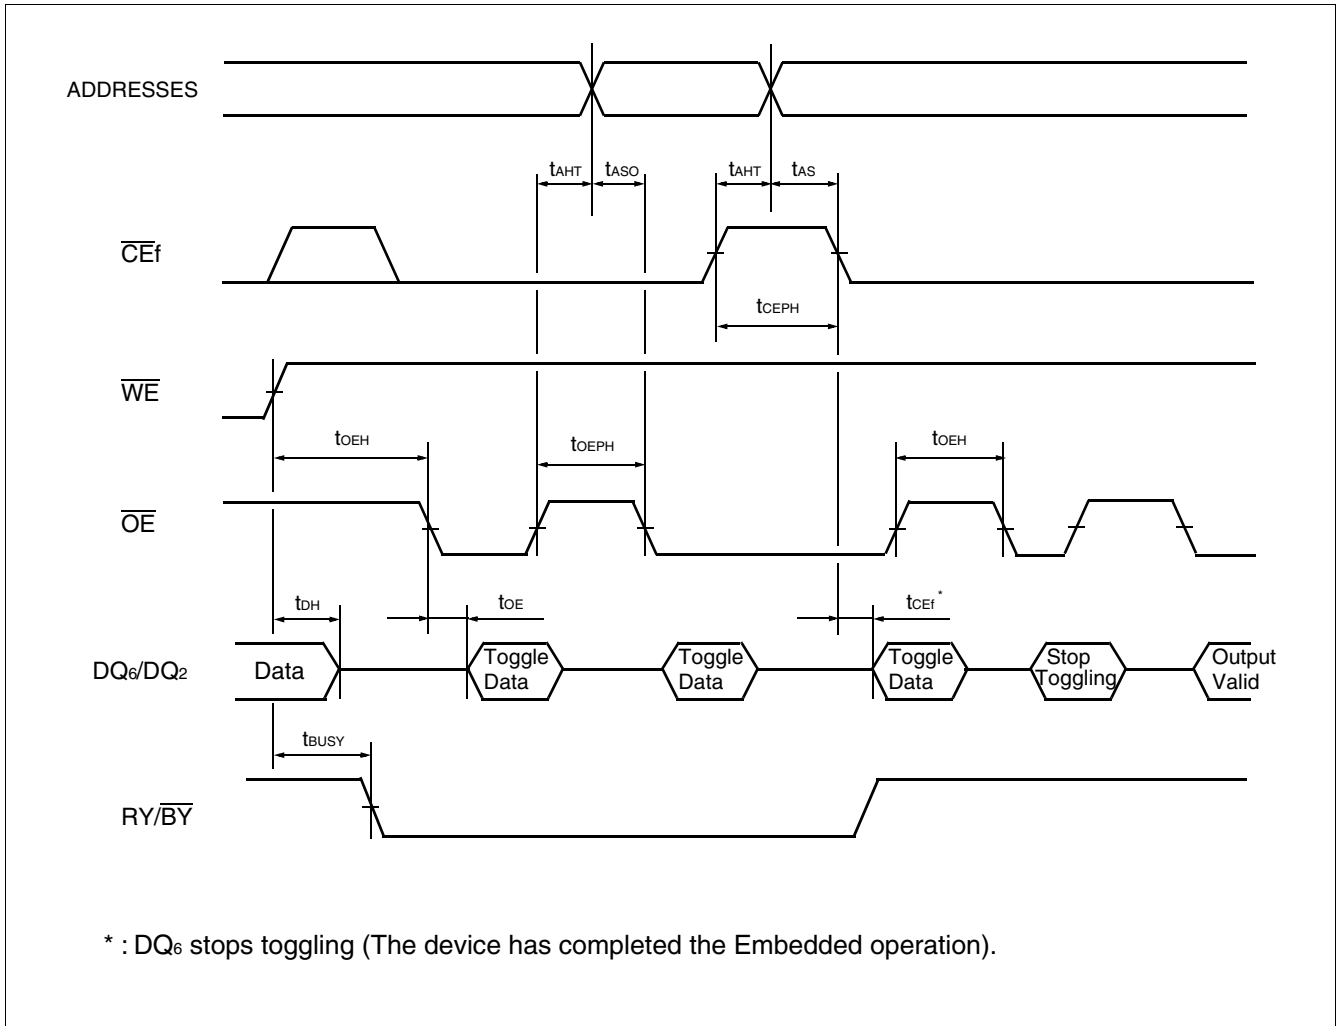 ADDRESSES
tAHT tASO tAHT tAS
CEf
tCEPH
WE
tOEH tOEPH tOEH
OE
tDH tOE tCEf *
DQ6/DQ2 Data Toggle Data Toggle Data Toggle Data Stop Toggling Output Valid
tBUSY
RY/BY
* : DQ6 stops toggling (The device has completed the Embedded operation).